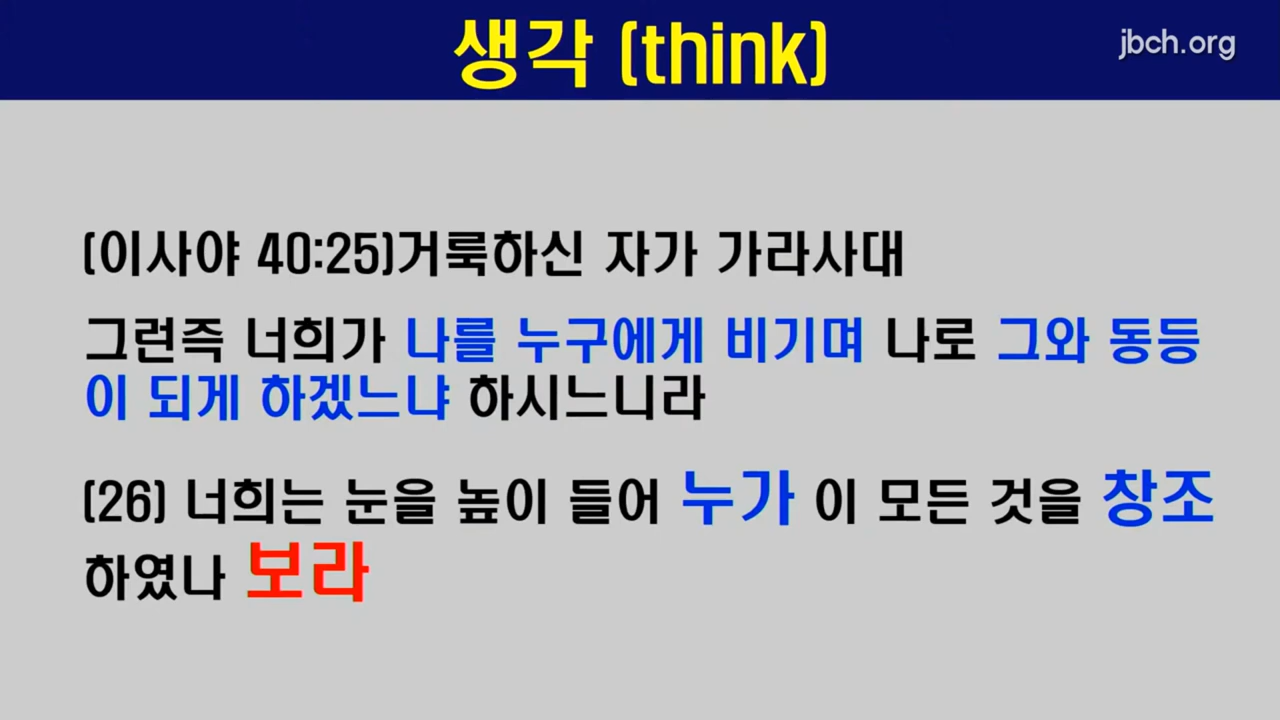 생각 (think)
jbch.org
(이사야 40:25)거룩하신 자가 가라사대
그런즉 너희가 나를 누구에게 비기며 나로 그와 동등
이 되게 하겠느냐 하시느니라
(26) 너희는 눈을 높이 들어 누가 이 모든 것을 창조
하였나 보라